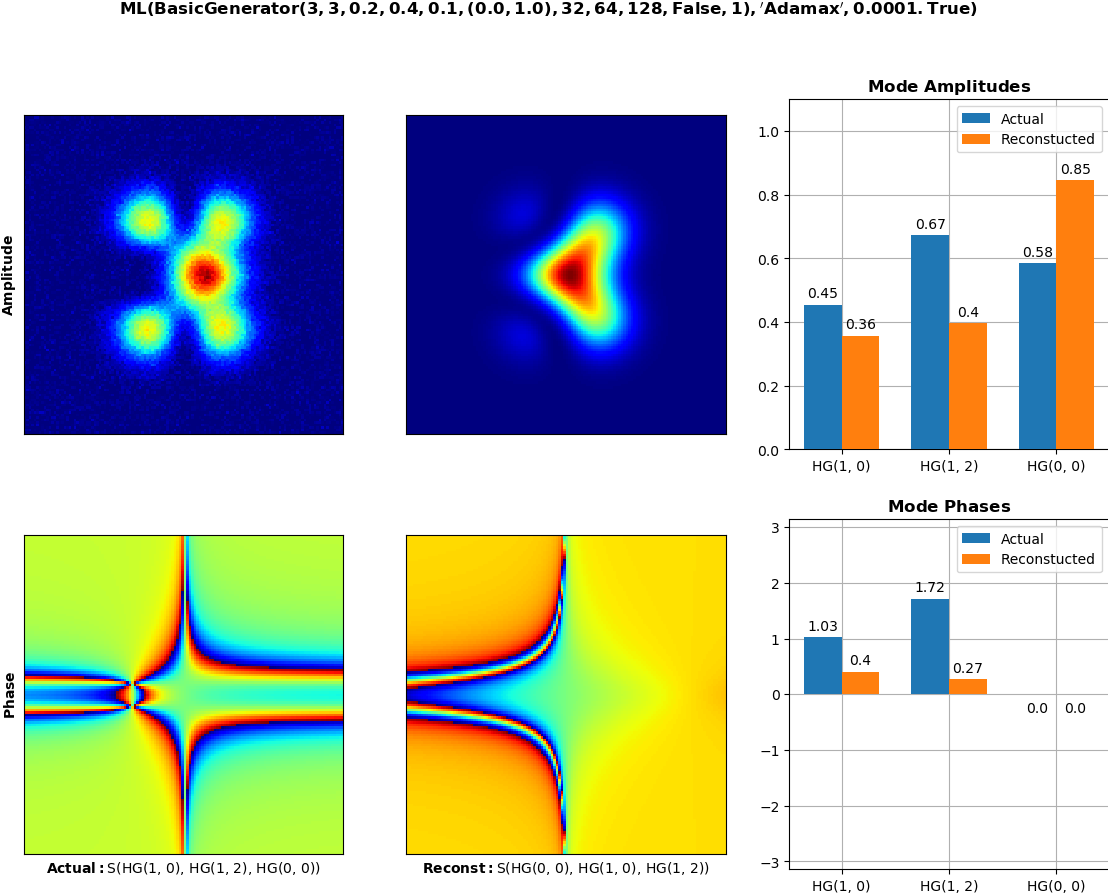 ML(BasicGenerator(3, 3, 0.2, 0.4, 0.1, (0.0, 1.0), 32, 64, 128, False, 1), ′Adamax′, 0.0001. True)
Amplitude
Mode Amplitudes
Actual
Reconstucted
1.0
0.8
0.6
0.4
0.2
0.0
0.45
0.36
0.67
0.4
0.58
0.85
HG(1, 0)
HG(1, 2)
HG(0, 0)
Phase
Actual: S(HG(1, 0), HG(1, 2), HG(0, 0))
Reconst: S(HG(0, 0), HG(1, 0), HG(1, 2))
Mode Phases
Actual
Reconstucted
3
2
1
0
−1
−2
−3
1.03
0.4
1.72
0.27
0.0
0.0
HG(1, 0)
HG(1, 2)
HG(0, 0)